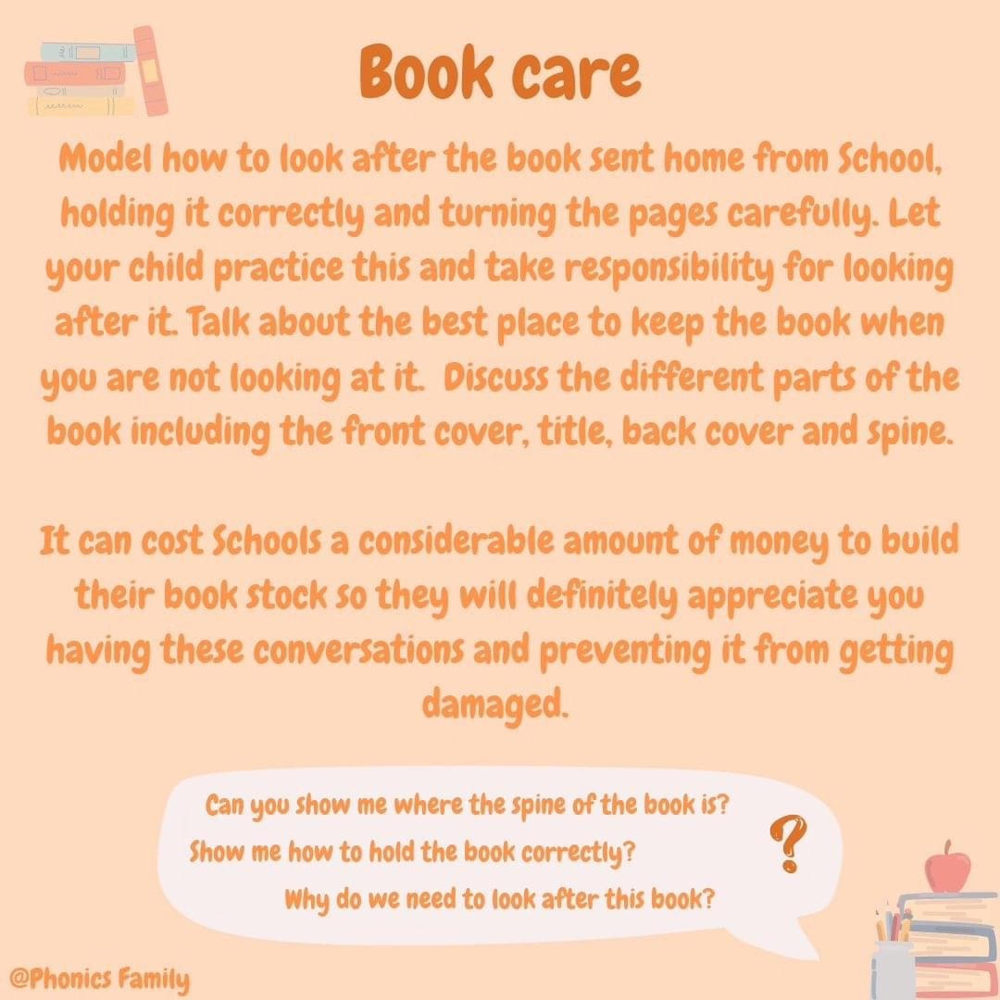 Book care
Model how to look after the book sent home from School,
holding it correctly and turning the pages carefully. Let
your child practice this and take responsibility for looking
after it. Talk about the best place to keep the book when
you are not looking at it.  Discuss the different parts of the
book including the front cover, title, back cover and spine.
It can cost Schools a considerable amount of money to build
their book stock so they will definitely appreciate you
having these conversations and preventing it from getting
damaged.
Can you show me where the spine of the book is?
Show me how to hold the book correctly?
Why do we need to look after this book?
?
@Phonics Family